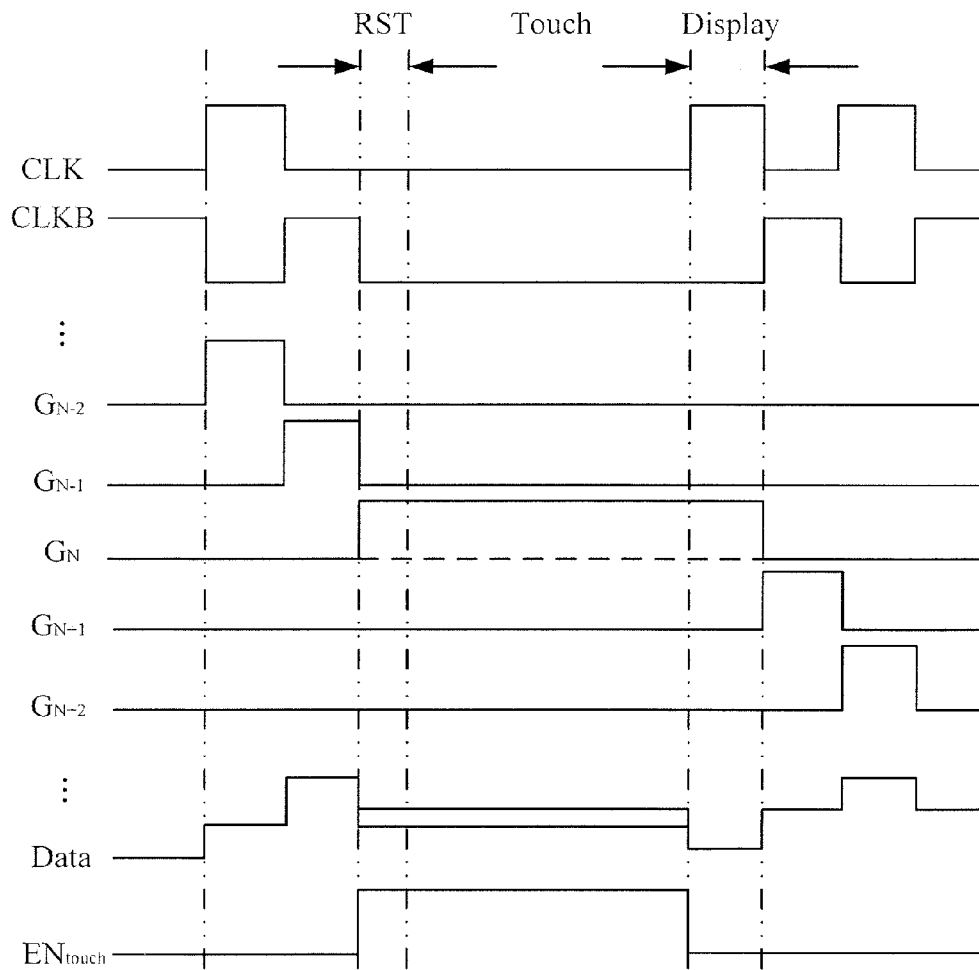 RST Touch Display
CLK
CLKB
⋮
GN-2
GN-1
GN
GN-1
GN-2
⋮
Data
ENtouch